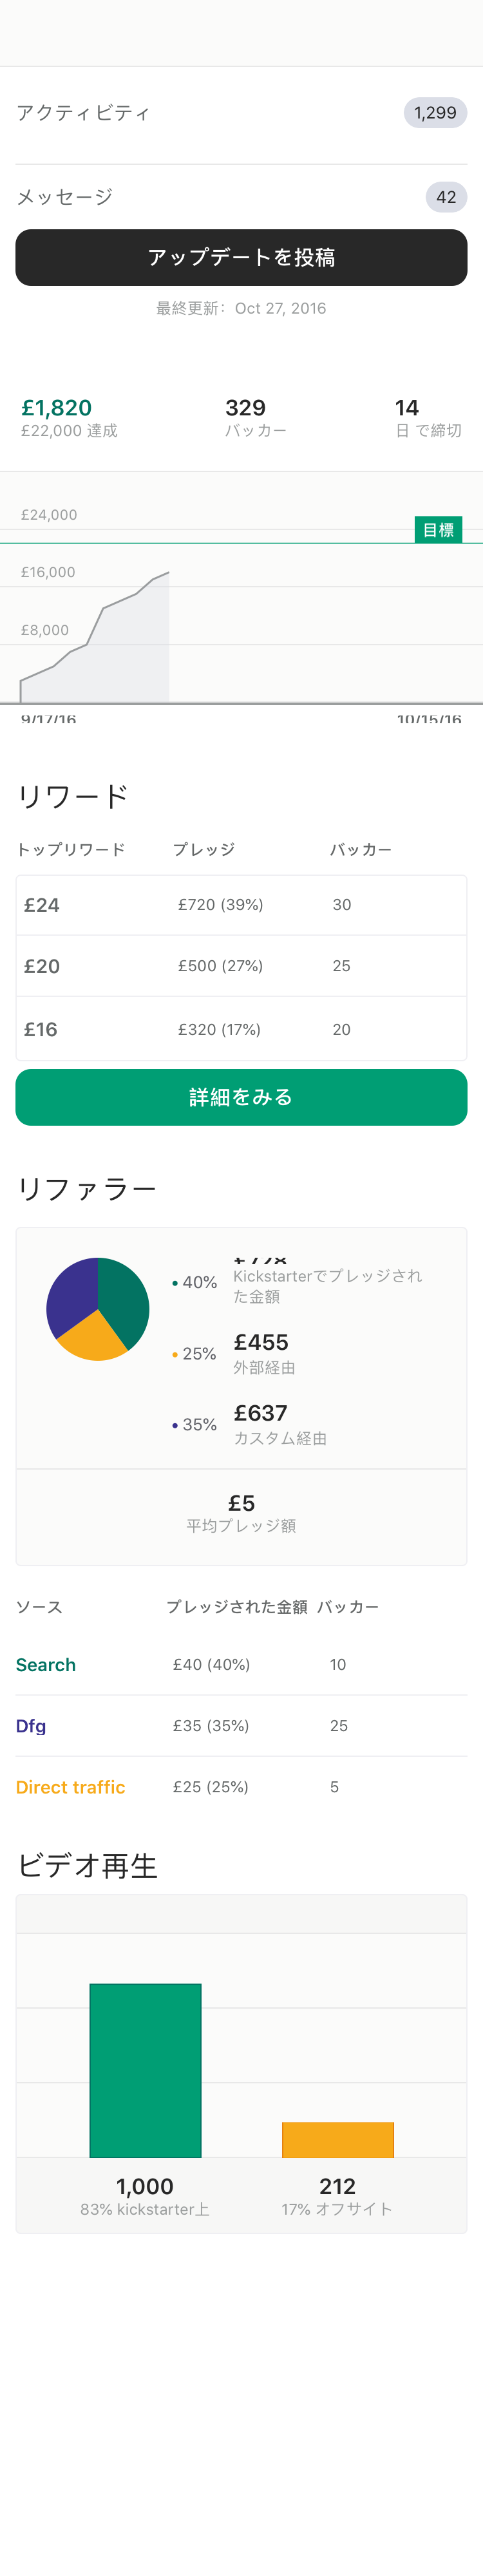 アクティビティ 1,299
メッセージ 42
アップデートを投稿
最終更新: Oct 27, 2016
£1,820 329 14
£22,000 達成 バッカー 日 で締切
£24,000
目標
£16,000
£8,000
9/17/16 10/15/16
リワード
トップリワード プレッジ バッカー
£24 £720 (39%) 30
£20 £500 (27%) 25
£16 £320 (17%) 20
詳細をみる
リファラー
40% Kickstarterでプレッジされ
た金額
£455
25%
外部経由
£637
35%
カスタム経由
£5
平均プレッジ額
ソース プレッジされた金額 バッカー
Search £40 (40%) 10
Dfg £35 (35%) 25
Direct traffic £25 (25%) 5
ビデオ再生
1,000 212
83% kickstarter上 17% オフサイト